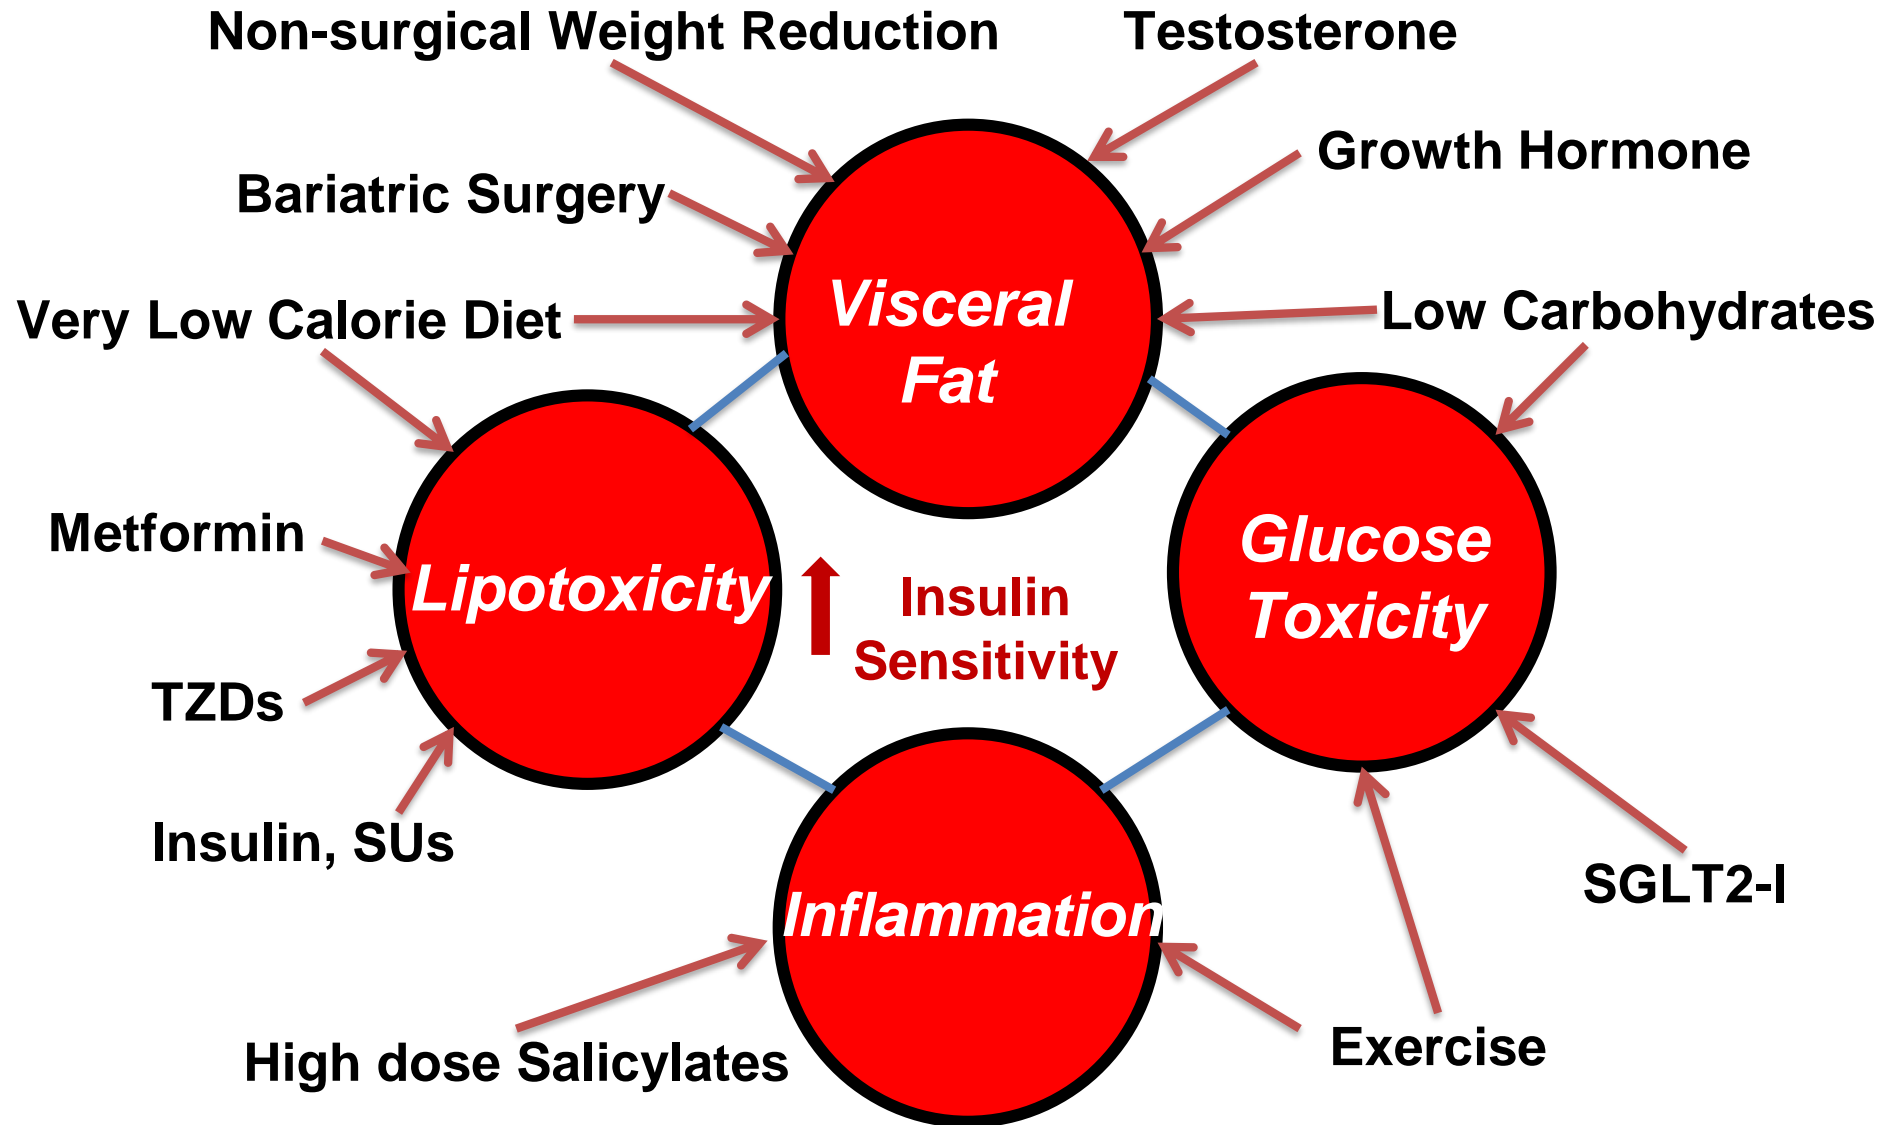 Non-surgical Weight Reduction
Testosterone
Growth Hormone
Bariatric Surgery
Very Low Calorie Diet
Visceral
Fat
Low Carbohydrates
Metformin
Lipotoxicity
Insulin
Sensitivity
Glucose
Toxicity
TZDs
Insulin, SUs
SGLT2-I
Inflammation
High dose Salicylates
Exercise